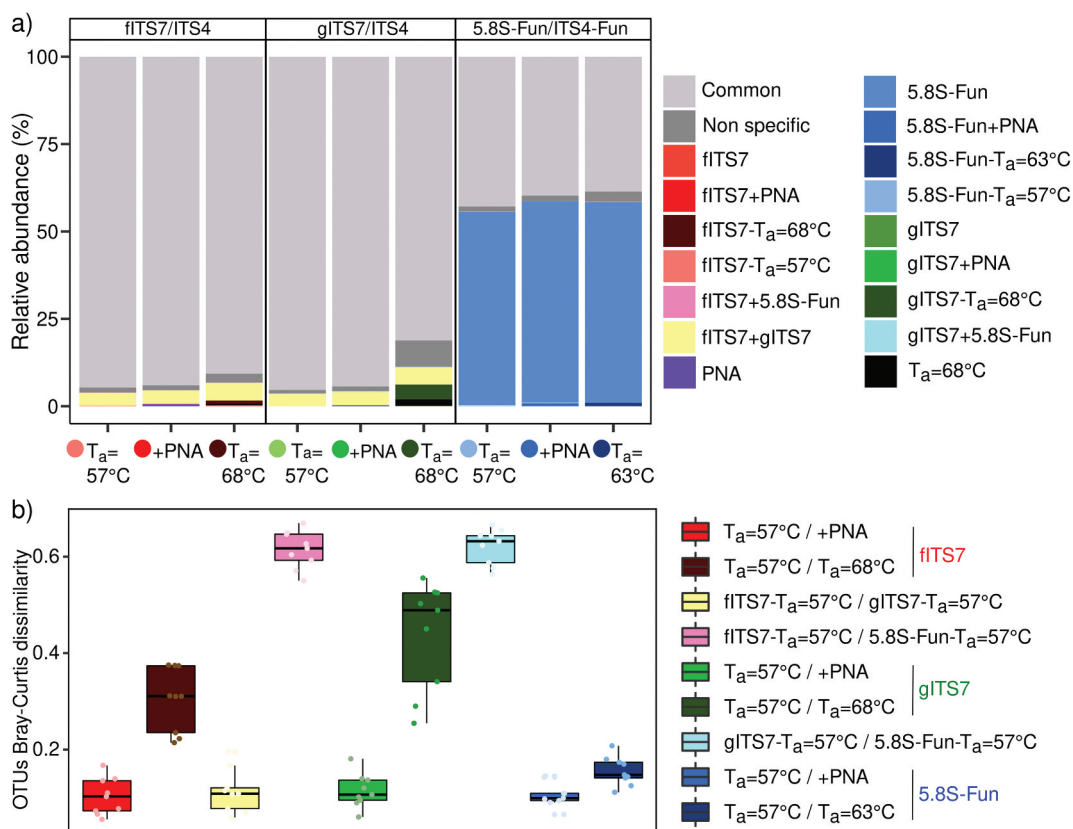 a)
fITS7/ITS4
gITS7/ITS4
5.8S-Fun/ITS4-Fun
Relative abundance (%)
100
75
50
25
0
Ta=
57°C
+PNA
Ta=
68°C
Ta=
57°C
+PNA
Ta=
68°C
Ta=
57°C
+PNA
Ta=
63°C
Common
Non specific
fITS7
fITS7+PNA
fITS7-Ta=68°C
fITS7-Ta=57°C
fITS7+5.8S-Fun
fITS7+gITS7
PNA
5.8S-Fun
5.8S-Fun+PNA
5.8S-Fun-Ta=63°C
5.8S-Fun-Ta=57°C
gITS7
gITS7+PNA
gITS7-Ta=68°C
gITS7+5.8S-Fun
Ta=68°C
b)
OTUs Bray-Curtis dissimilarity
0.6
0.4
0.2
Ta=57°C / +PNA
Ta=57°C / Ta=68°C
fITS7
fITS7-Ta=57°C / gITS7-Ta=57°C
fITS7-Ta=57°C / 5.8S-Fun-Ta=57°C
Ta=57°C / +PNA
Ta=57°C / Ta=68°C
gITS7
gITS7-Ta=57°C / 5.8S-Fun-Ta=57°C
Ta=57°C / +PNA
Ta=57°C / Ta=63°C
5.8S-Fun